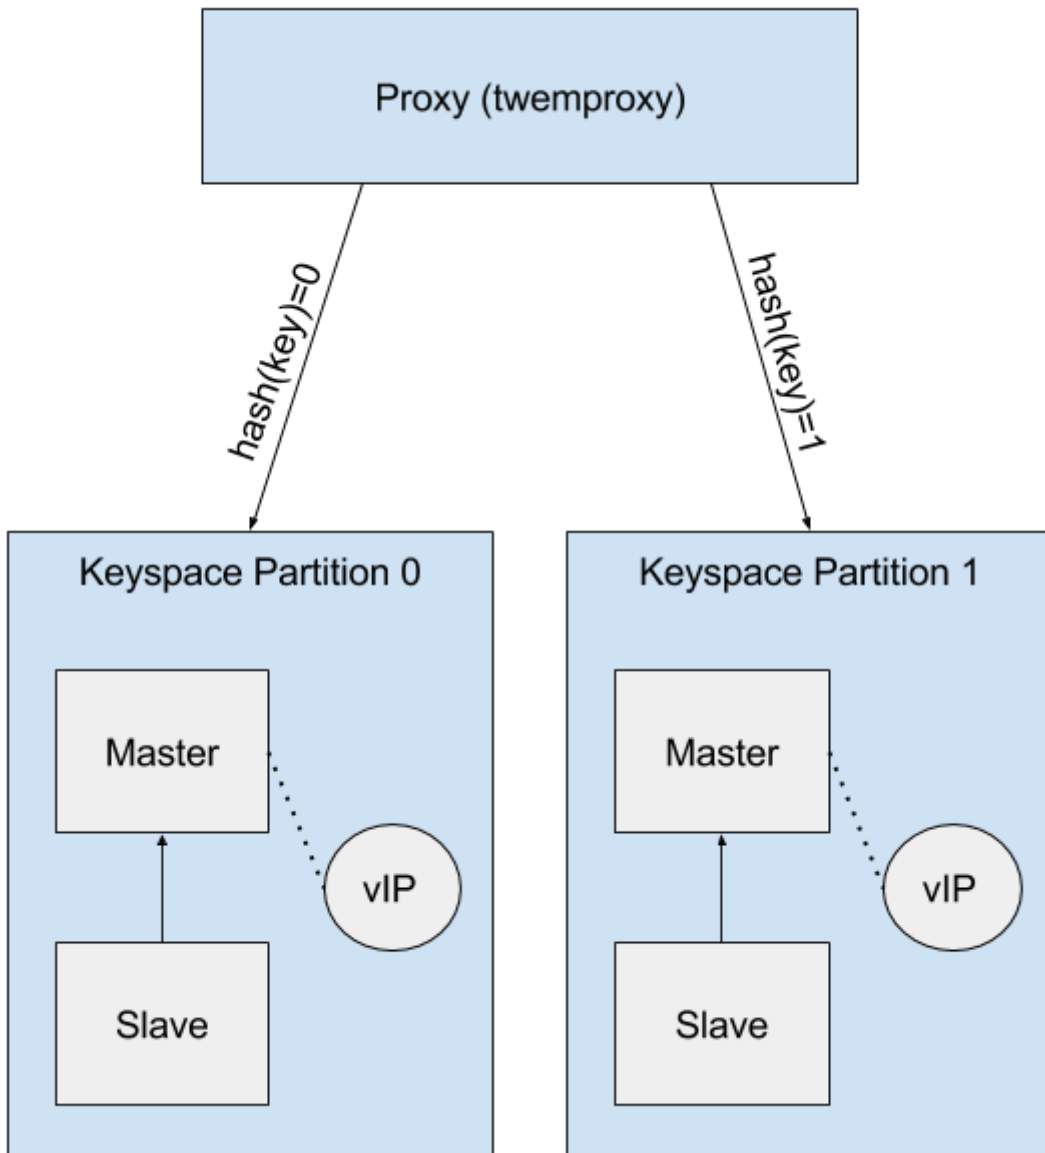 Proxy (twemproxy)
hash(key)=0
hash(key)=1
Keyspace Partition 0
Master
vIP
Slave
Keyspace Partition 1
Master
vIP
Slave